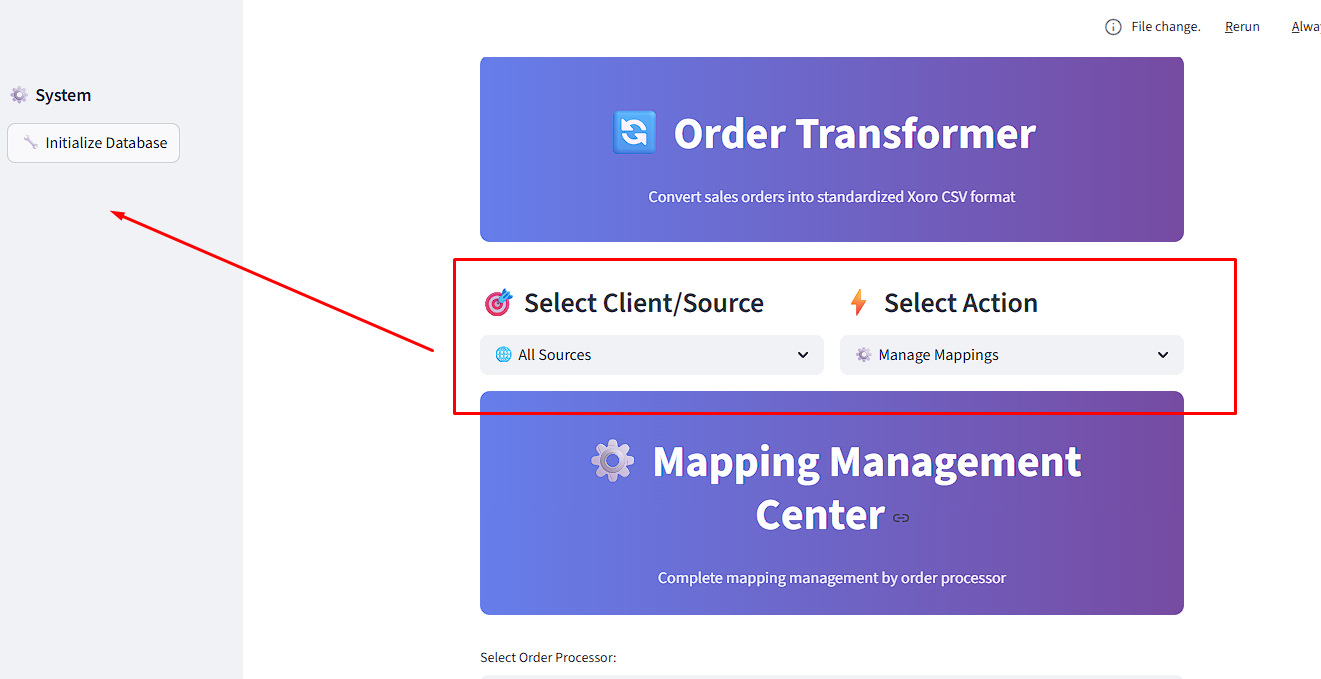 File change.
Rerun
Alwa
System
Initialize Database
Order Transformer
Convert sales orders into standardized Xoro CSV format
Select Client/Source
Select Action
All Sources
Manage Mappings
Mapping Management
Center
Complete mapping management by order processor
Select Order Processor: